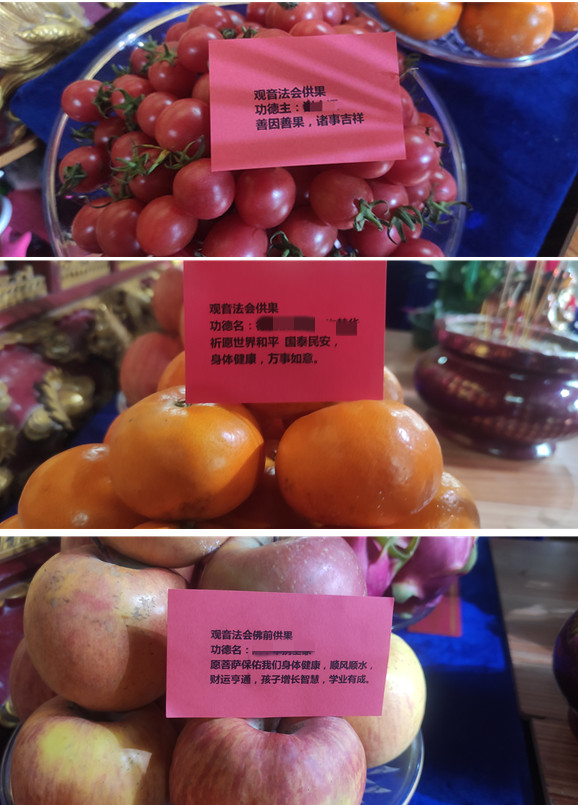 观音法会供果
功德主：
善因善果，诸事吉祥
观音法会供果
功德名：
祈愿世界和平 国泰民安，
身体健康，万事如意。
观音法会佛前供果
功德名：
愿菩萨保佑我们身体健康，顺风顺水，
财运亨通，孩子增长智慧，学业有成。